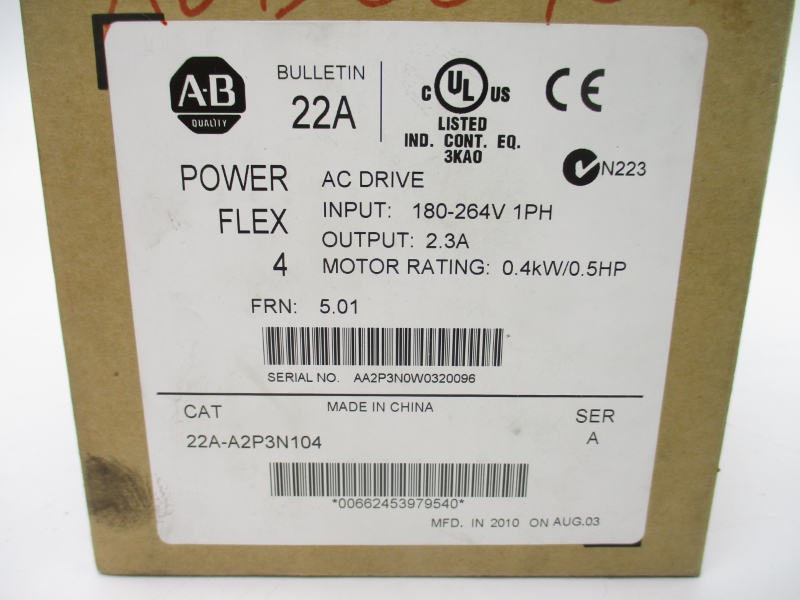 A-B
QUALITY
BULLETIN
22A
C UL US
LISTED
IND. CONT. EQ.
3KA0
CE
N223
POWER
FLEX
4
AC DRIVE
INPUT: 180-264V 1PH
OUTPUT: 2.3A
MOTOR RATING: 0.4kW/0.5HP
FRN: 5.01
SERIAL NO. AA2P3N0W0320096
CAT
MADE IN CHINA
SER
22A-A2P3N104
A
*00662453979540*
MFD. IN 2010 ON AUG.03